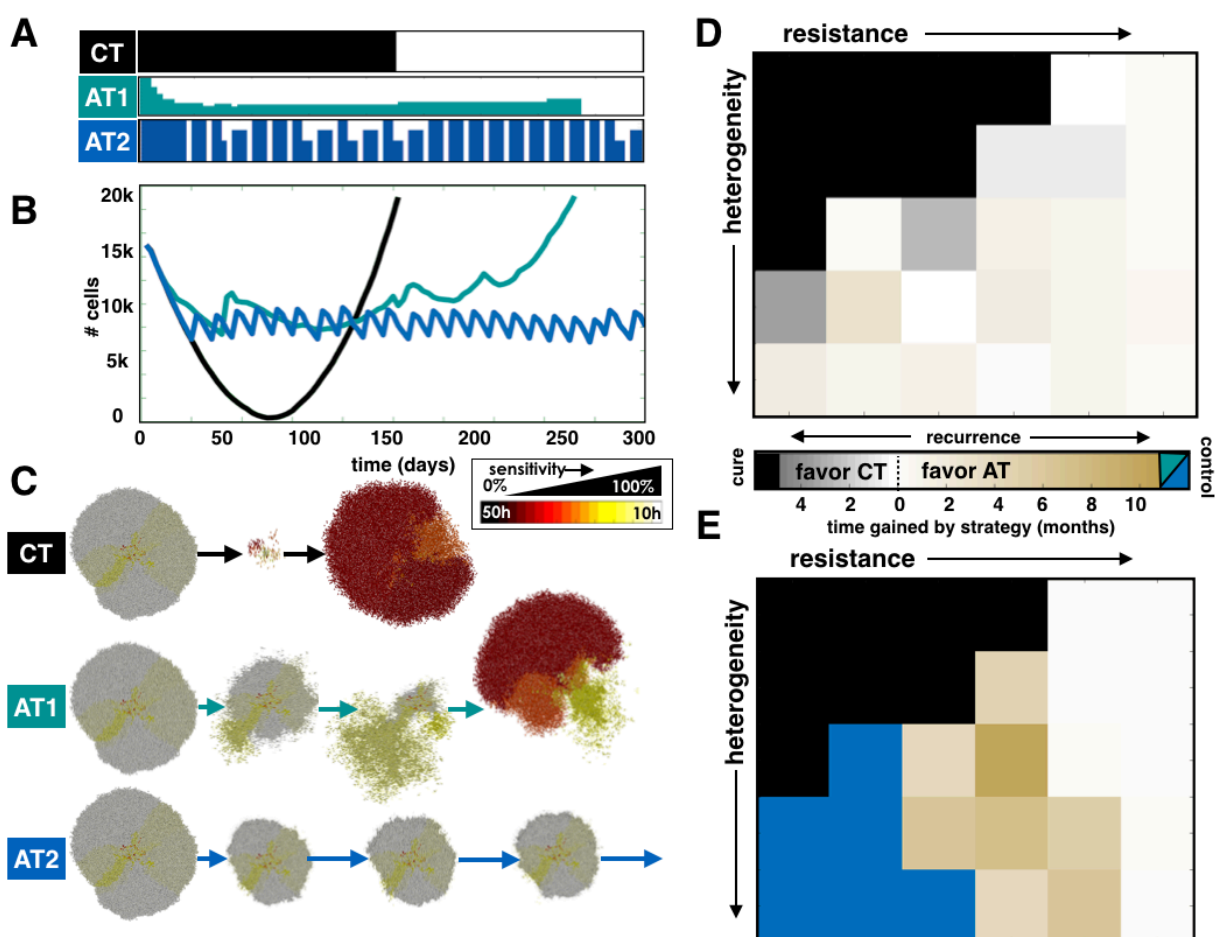 A
CT
AT1
AT2
B
20k
15k
10k
5k
0
# cells
0 50 100 150 200 250 300
time (days)
C
sensitivity
0% 100%
50h 10h
CT
AT1
AT2
D
resistance
heterogeneity
recurrence
cure
favor CT
favor AT
control
4 2 0 2 4 6 8 10
time gained by strategy (months)
E
resistance
heterogeneity